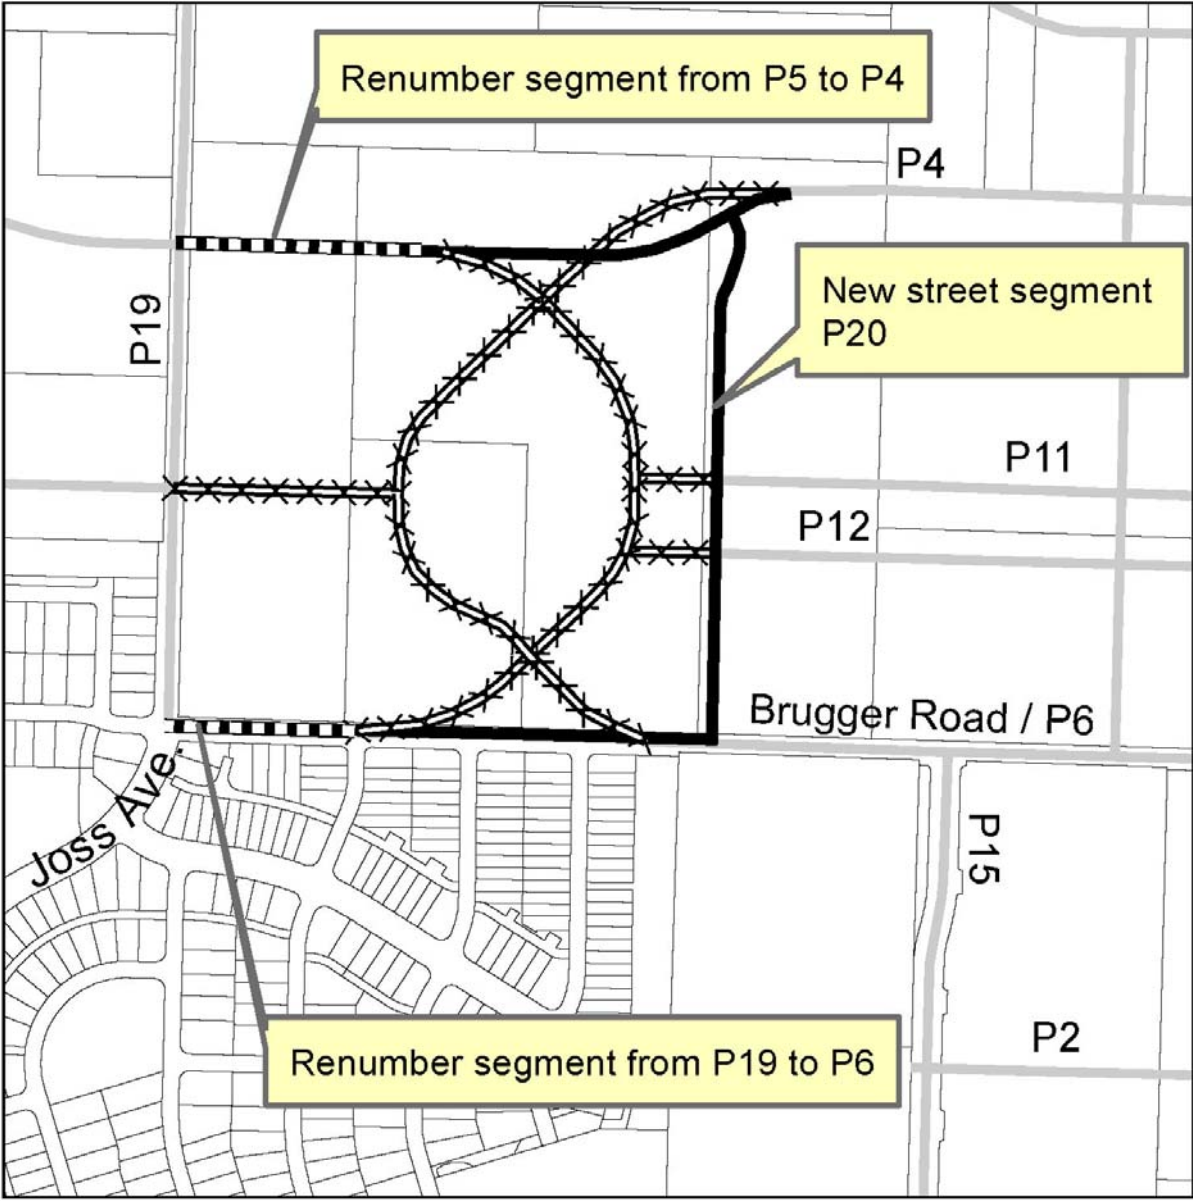 Renumber segment from P5 to P4
P4
P19
New street segment
P20
P11
P12
Brugger Road / P6
Joss Ave.
P15
P2
Renumber segment from P19 to P6